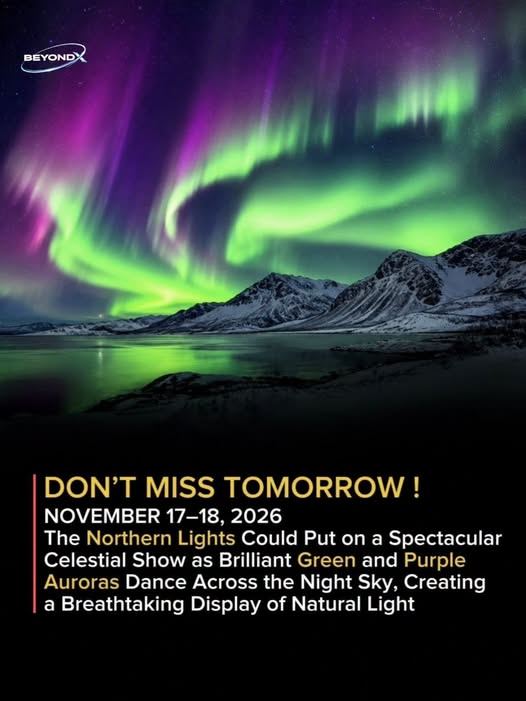 BEYONDX
DON'T MISS TOMORROW !
NOVEMBER 17–18, 2026
The Northern Lights Could Put on a Spectacular
Celestial Show as Brilliant Green and Purple
Auroras Dance Across the Night Sky, Creating
a Breathtaking Display of Natural Light